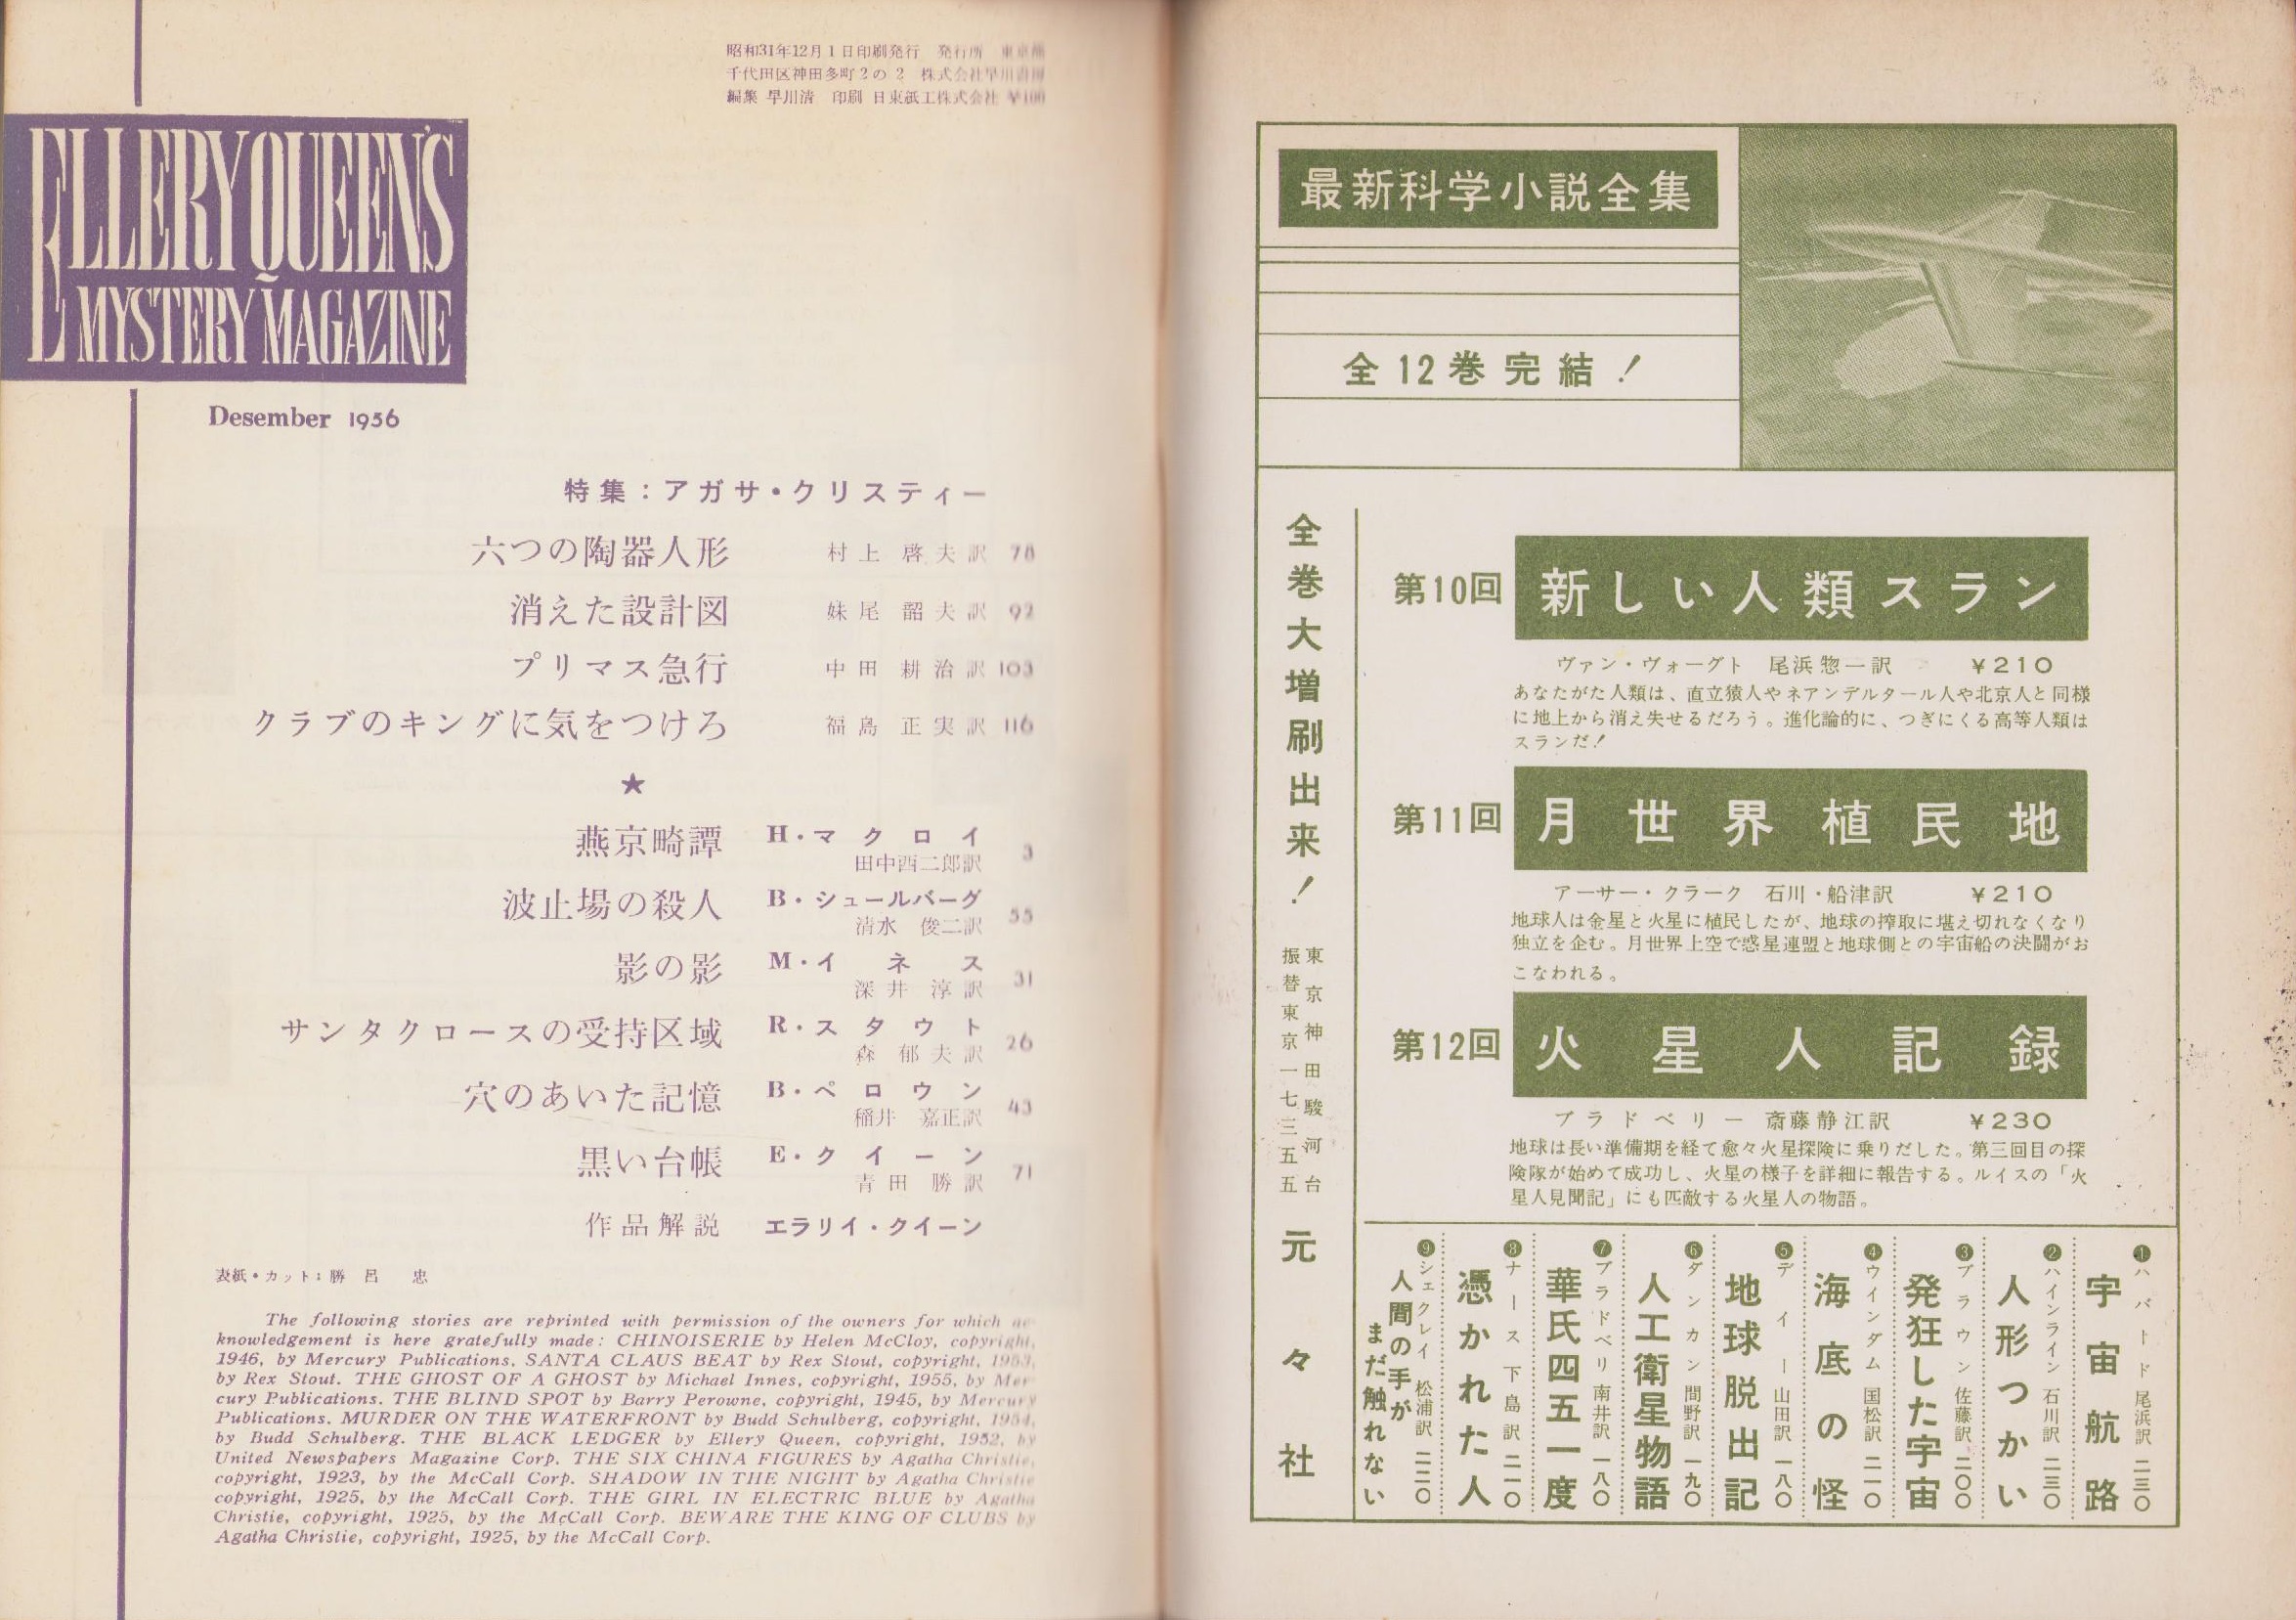 昭和31年12月1日印刷発行 発行所 東京都
千代田区神田多町2の2 株式会社早川書房
編集 早川清 印刷 日東紙工株式会社 ¥100
ELLERY QUEEN'S
MYSTERY MAGAZINE
Desember 1956
特集：アガサ・クリスティー
六つの陶器人形 村上啓夫訳 78
消えた設計図 妹尾韶夫訳 92
プリマス急行 中田耕治訳 103
クラブのキングに気をつけろ 福島正実訳 116
★
燕京畸譚 H・マクロイ 田中西二郎訳 3
波止場の殺人 B・シュールバーグ 清水俊二訳 55
影の影 M・イネス 深井淳訳 31
サンタクロースの受持区域 R・スタウト 森郁夫訳 26
穴のあいた記憶 B・ペロウン 稲井嘉正訳 43
黒い台帳 E・クイーン 青田勝訳 71
作品解説 エラリイ・クイーン
表紙・カット：勝呂 忠
The following stories are reprinted with permission of the owners for which ac-
knowledgement is here gratefully made: CHINOISERIE by Helen McCloy, copyright,
1946, by Mercury Publications. SANTA CLAUS BEAT by Rex Stout, copyright, 1953,
by Rex Stout. THE GHOST OF A GHOST by Michael Innes, copyright, 1955, by Mer-
cury Publications. THE BLIND SPOT by Barry Perowne, copyright, 1945, by Mercury
Publications. MURDER ON THE WATERFRONT by Budd Schulberg, copyright, 1954,
by Budd Schulberg. THE BLACK LEDGER by Ellery Queen, copyright, 1952, by
United Newspapers Magazine Corp. THE SIX CHINA FIGURES by Agatha Christie,
copyright, 1923, by the McCall Corp. SHADOW IN THE NIGHT by Agatha Christie
copyright, 1925, by the McCall Corp. THE GIRL IN ELECTRIC BLUE by Agatha
Christie, copyright, 1925, by the McCall Corp. BEWARE THE KING OF CLUBS by
Agatha Christie, copyright, 1925, by the McCall Corp.
最新科学小説全集
全12巻完結！
全巻大増刷出来！
東京神田駿河台
振替東京一七三五五
元々社
第10回 新しい人類スラン
ヴァン・ヴォーグト 尾浜惣一訳 ¥210
あなたがた人類は、直立猿人やネアンデルタール人や北京人と同様
に地上から消え失せるだろう。進化論的に、つぎにくる高等人類は
スランだ！
第11回 月世界植民地
アーサー・クラーク 石川・船津訳 ¥210
地球人は金星と火星に植民したが、地球の搾取に堪え切れなくなり
独立を企む。月世界上空で惑星連盟と地球側との宇宙船の決闘がお
こなわれる。
第12回 火星人記録
ブラドベリー 斎藤静江訳 ¥230
地球は長い準備期を経て愈々火星探険に乗りだした。第三回目の探
険隊が始めて成功し、火星の様子を詳細に報告する。ルイスの「火
星人見聞記」にも匹敵する火星人の物語。
❶ハバード 尾浜訳 二三〇
宇宙航路
❷ハインライン 石川訳 二三〇
人形つかい
❸ブラウン 佐藤訳 二〇〇
発狂した宇宙
❹ウインダム 国松訳 二一〇
海底の怪
❺デイー 山田訳 一八〇
地球脱出記
❻ダンカン 間野訳 一九〇
人工衛星物語
❼ブラドベリ 南井訳 一八〇
華氏四五一度
❽ナース 下島訳 二一〇
憑かれた人
❾シェクレイ 松浦訳 二二〇
人間の手が
まだ触れない